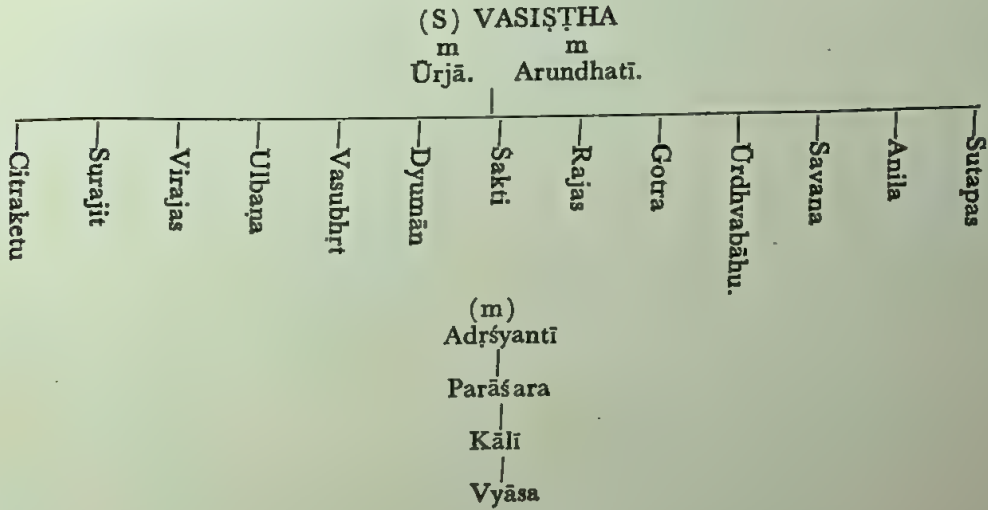 (S) VASIṢṬHA
m m
Ūrjā. Arundhatī.
Citraketu
Surajit
Virajas
Ulbaṇa
Vasubhṛt
Dyumān
Śakti
Rajas
Gotra
Ūrdhvabāhu.
Savana
Anila
Sutapas
(m)
Adṛśyantī
Parāśara
Kālī
Vyāsa